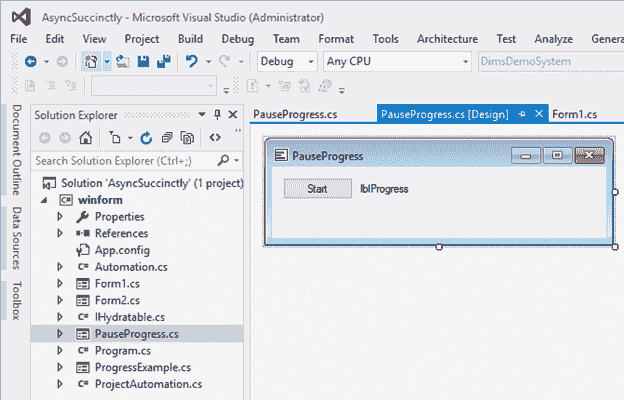 AsyncSuccinctly - Microsoft Visual Studio (Administrator)
File Edit View Project Build Debug Team Format Tools Architecture Test Analyze
Debug Any CPU DimsDemoSystem
Document Outline
Data Sources
Toolbox
Solution Explorer
Search Solution Explorer (Ctrl+;)
Solution 'AsyncSuccinctly' (1 project)
winform
Properties
References
App.config
Automation.cs
Form1.cs
Form2.cs
IHydratable.cs
PauseProgress.cs
Program.cs
ProgressExample.cs
ProjectAutomation.cs
PauseProgress.cs PauseProgress.cs [Design] Form1.cs
PauseProgress
Start lblProgress